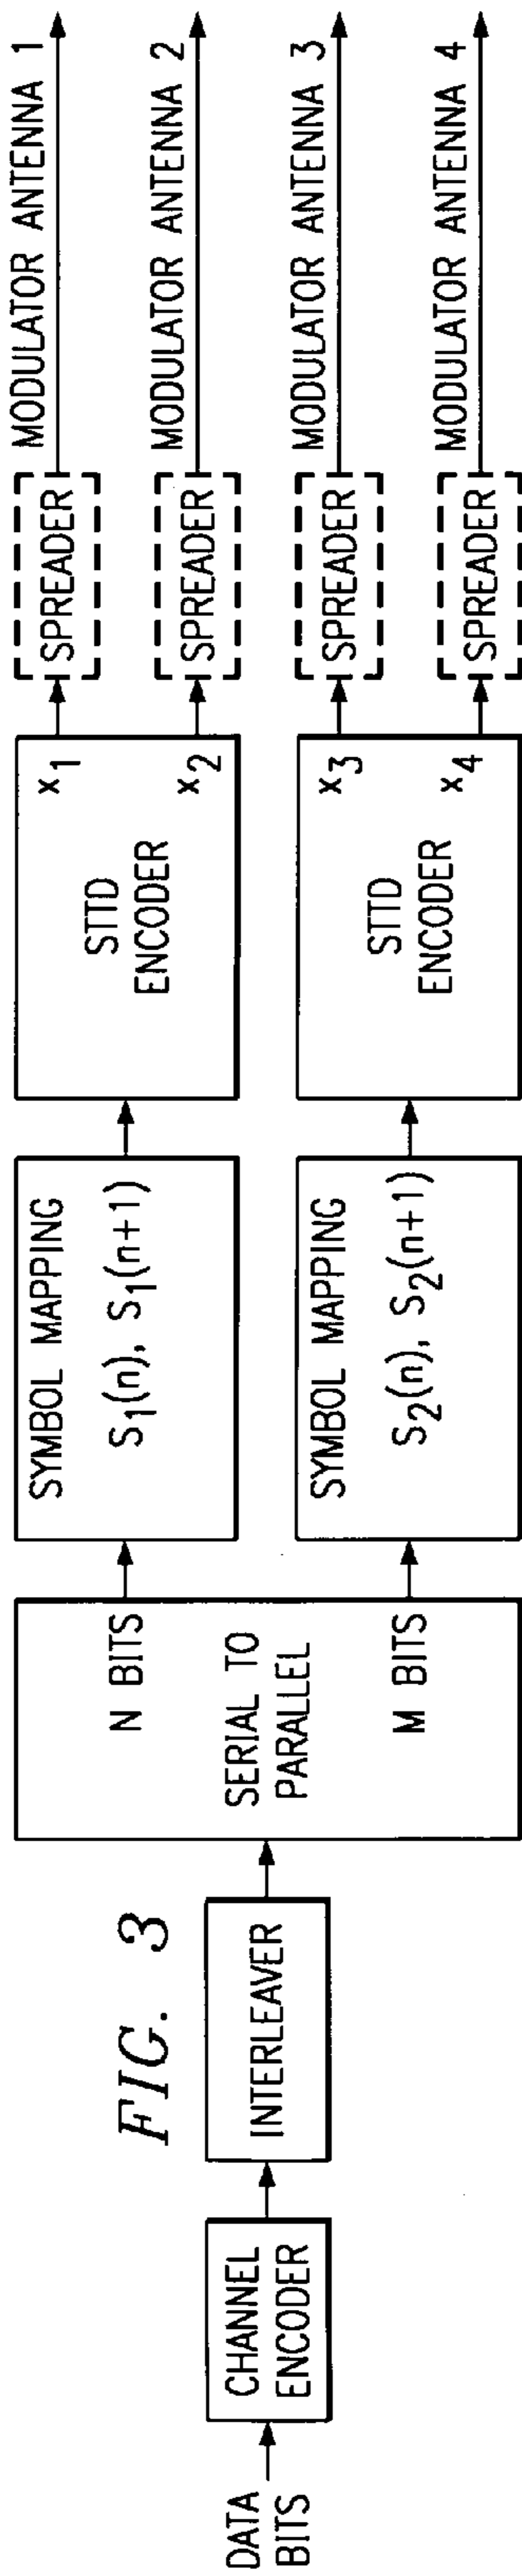 DATA
BITS
CHANNEL
ENCODER
INTERLEAVER
FIG. 3
SERIAL TO
PARALLEL
N BITS
M BITS
SYMBOL MAPPING
S1(n), S1(n+1)
SYMBOL MAPPING
S2(n), S2(n+1)
STTD
ENCODER
x1
x2
STTD
ENCODER
x3
x4
SPREADER
SPREADER
SPREADER
SPREADER
MODULATOR ANTENNA 1
MODULATOR ANTENNA 2
MODULATOR ANTENNA 3
MODULATOR ANTENNA 4